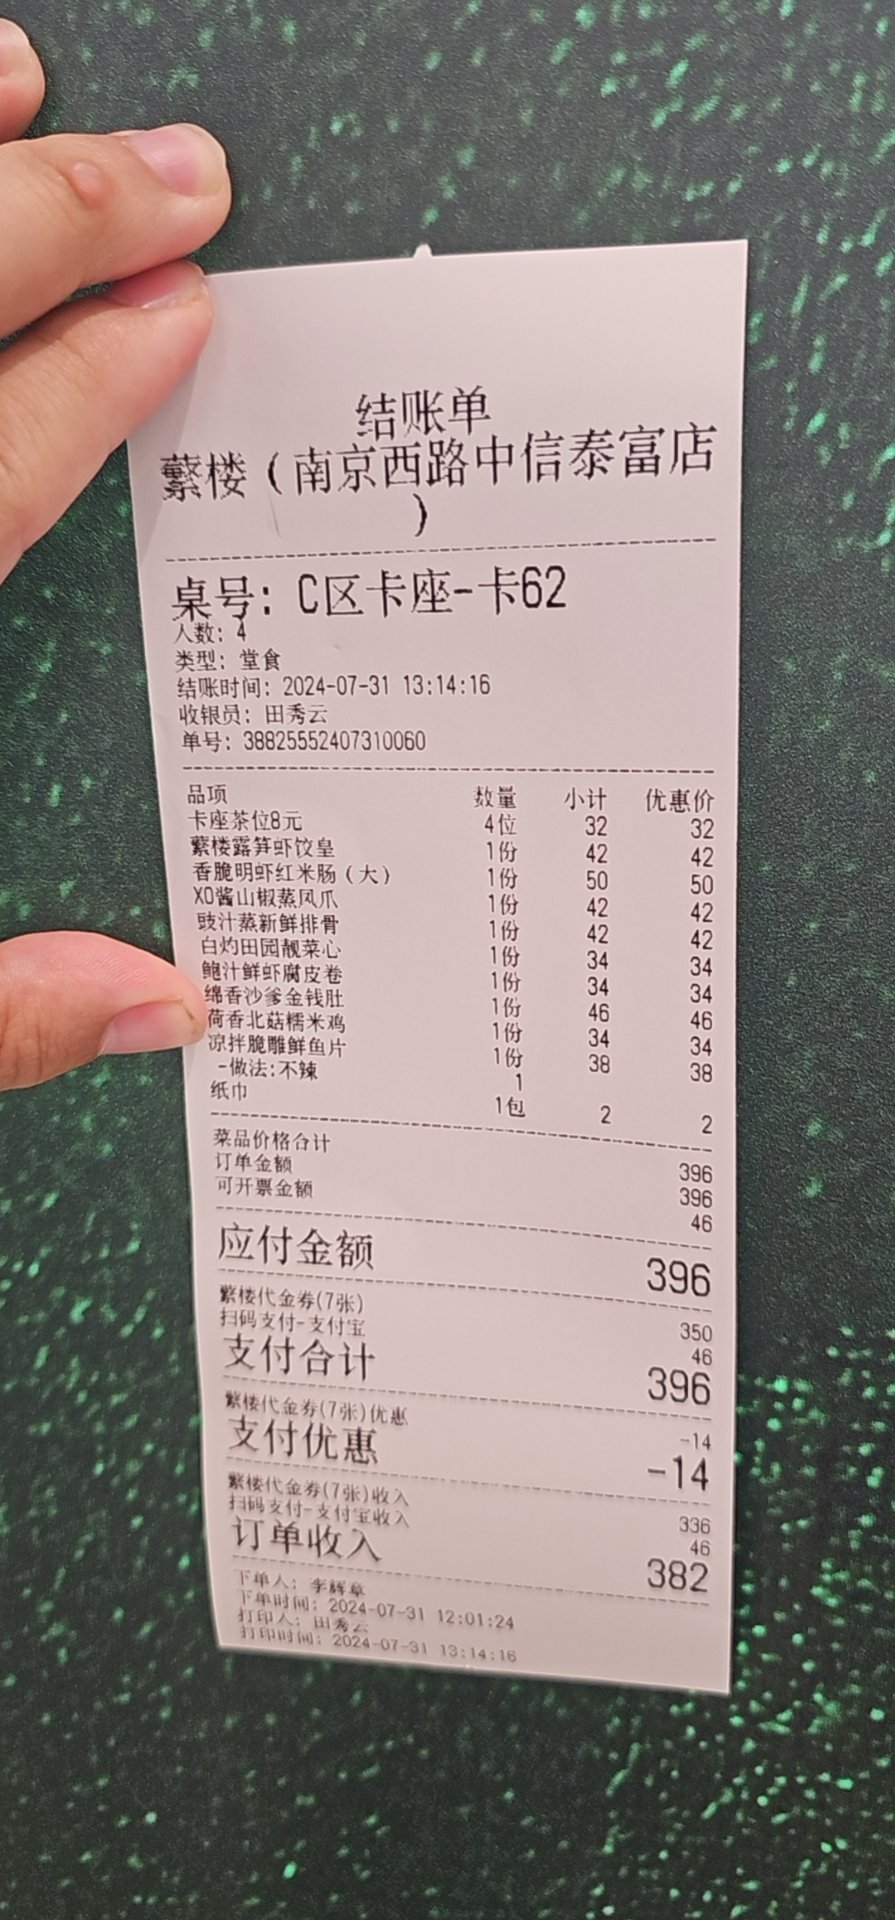 结账单
蘩楼（南京西路中信泰富店
）
桌号: C区卡座-卡62
人数: 4
类型: 堂食
结账时间: 2024-07-31 13:14:16
收银员: 田秀云
单号: 38825552407310060
品项 数量 小计 优惠价
卡座茶位8元 4位 32 32
蘩楼露笋虾饺皇 1份 42 42
香脆明虾红米肠（大） 1份 50 50
XO酱山椒蒸凤爪 1份 42 42
豉汁蒸新鲜排骨 1份 42 42
白灼田园靓菜心 1份 34 34
鲍汁鲜虾腐皮卷 1份 34 34
绵香沙爹金钱肚 1份 46 46
荷香北菇糯米鸡 1份 34 34
凉拌脆雕鲜鱼片 1份 38 38
-做法:不辣 1
纸巾 1包 2 2
菜品价格合计 396
订单金额 396
可开票金额 46
应付金额 396
蘩楼代金券(7张) 350
扫码支付-支付宝 46
支付合计 396
蘩楼代金券(7张)优惠 -14
支付优惠 -14
蘩楼代金券(7张)收入 336
扫码支付-支付宝收入 46
订单收入 382
下单人: 李辉章
下单时间: 2024-07-31 12:01:24
打印人: 田秀云
打印时间: 2024-07-31 13:14:16